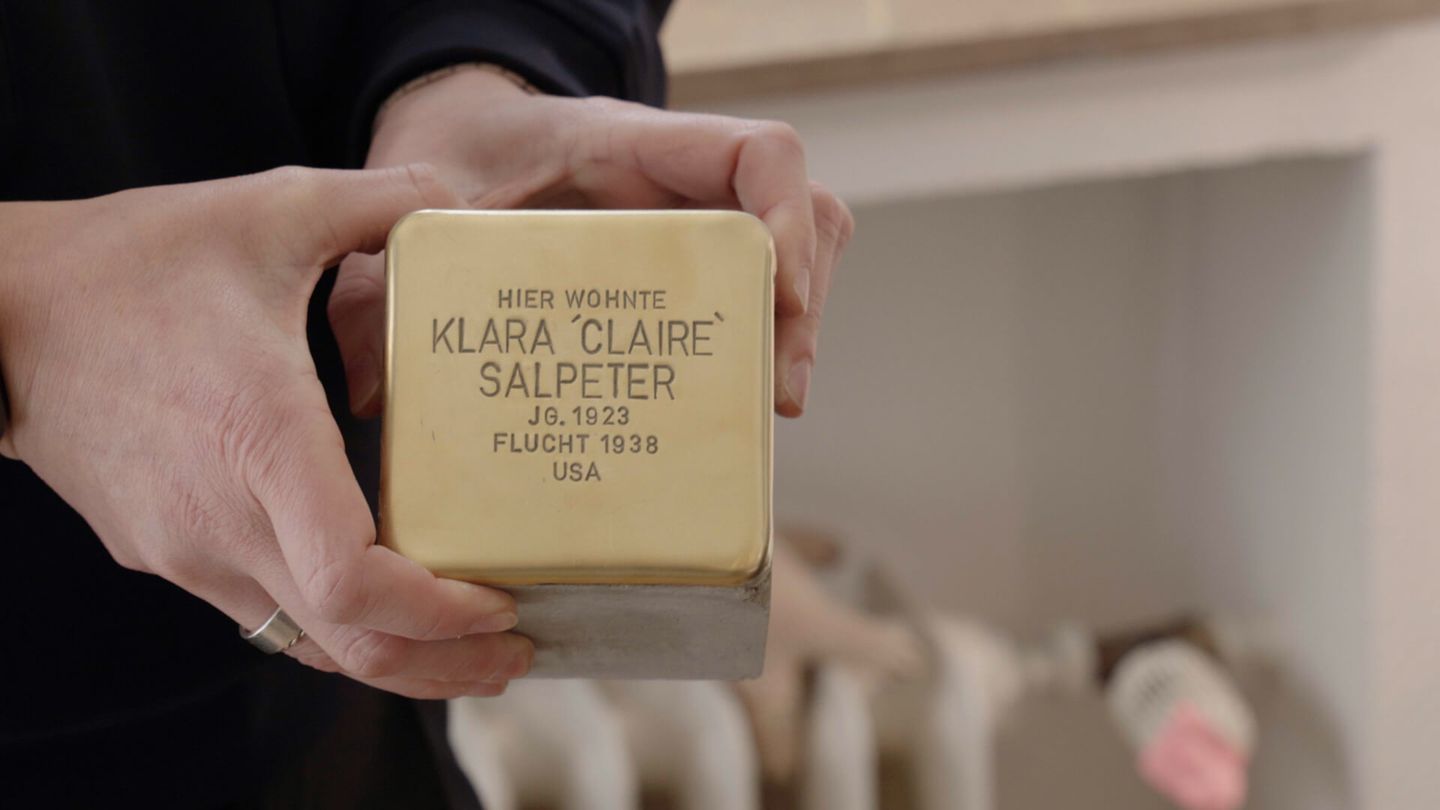 HIER WOHNTE
KLARA ´CLAIRE`
SALPETER
JG. 1923
FLUCHT 1938
USA